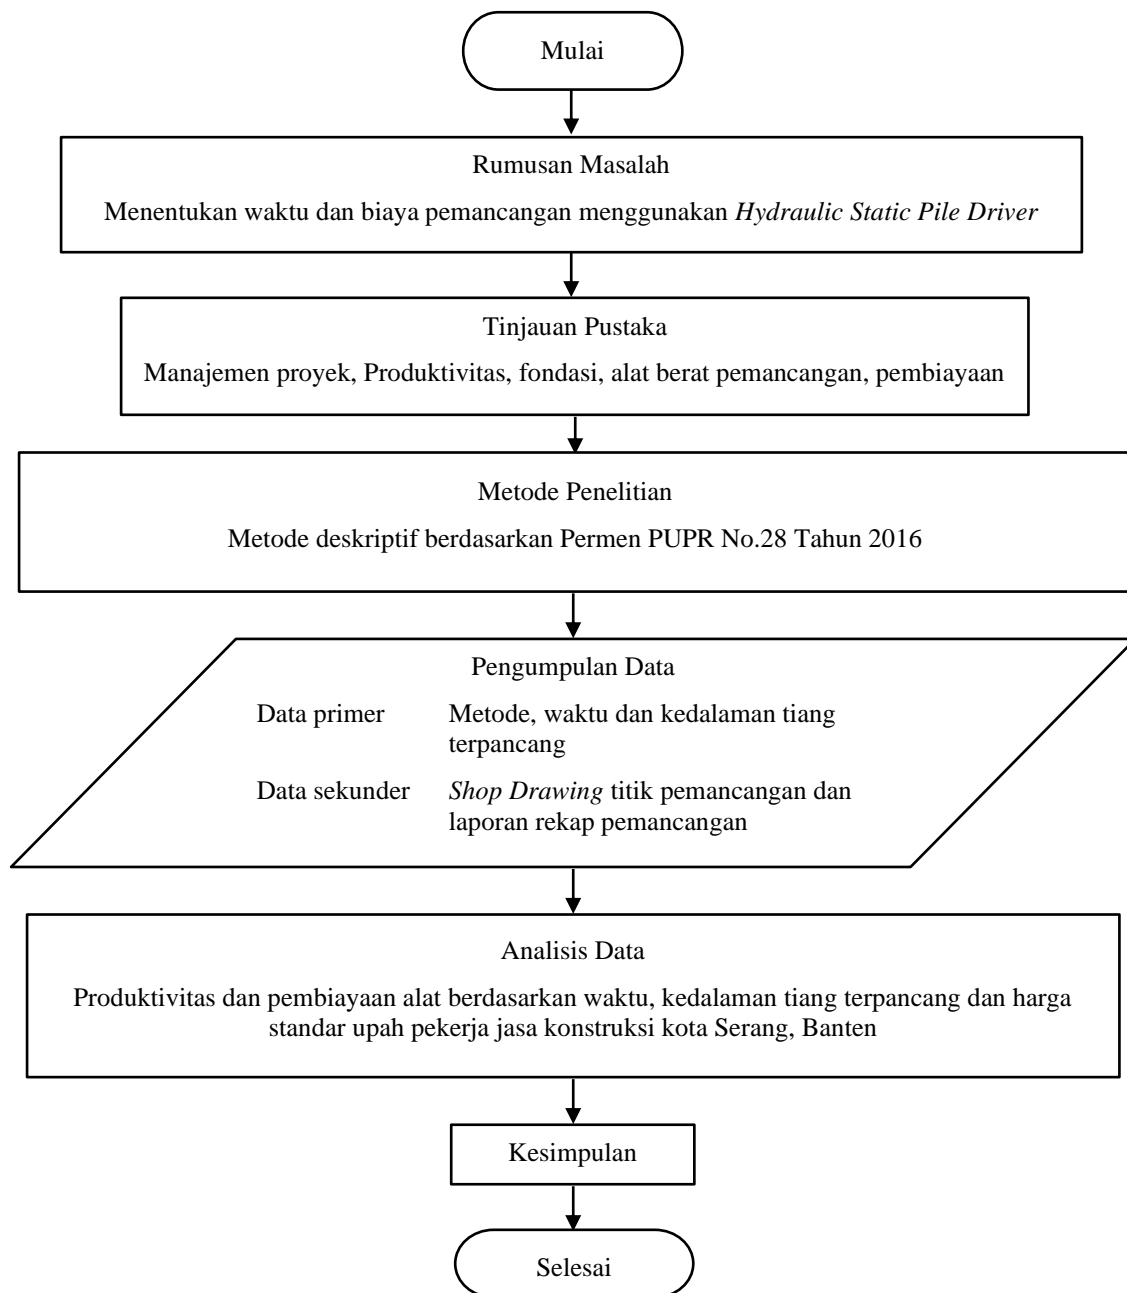 Mulai
Rumusan Masalah
Menentukan waktu dan biaya pemancangan menggunakan Hydraulic Static Pile Driver
Tinjauan Pustaka
Manajemen proyek, Produktivitas, fondasi, alat berat pemancangan, pembiayaan
Metode Penelitian
Metode deskriptif berdasarkan Permen PUPR No.28 Tahun 2016
Pengumpulan Data
Data primer Metode, waktu dan kedalaman tiang
terpancang
Data sekunder Shop Drawing titik pemancangan dan
laporan rekap pemancangan
Analisis Data
Produktivitas dan pembiayaan alat berdasarkan waktu, kedalaman tiang terpancang dan harga
standar upah pekerja jasa konstruksi kota Serang, Banten
Kesimpulan
Selesai